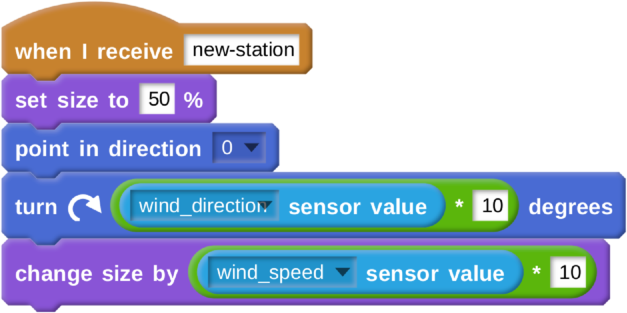 when I receive new-station
set size to 50 %
point in direction 0
turn wind_direction sensor value * 10 degrees
change size by wind_speed sensor value * 10